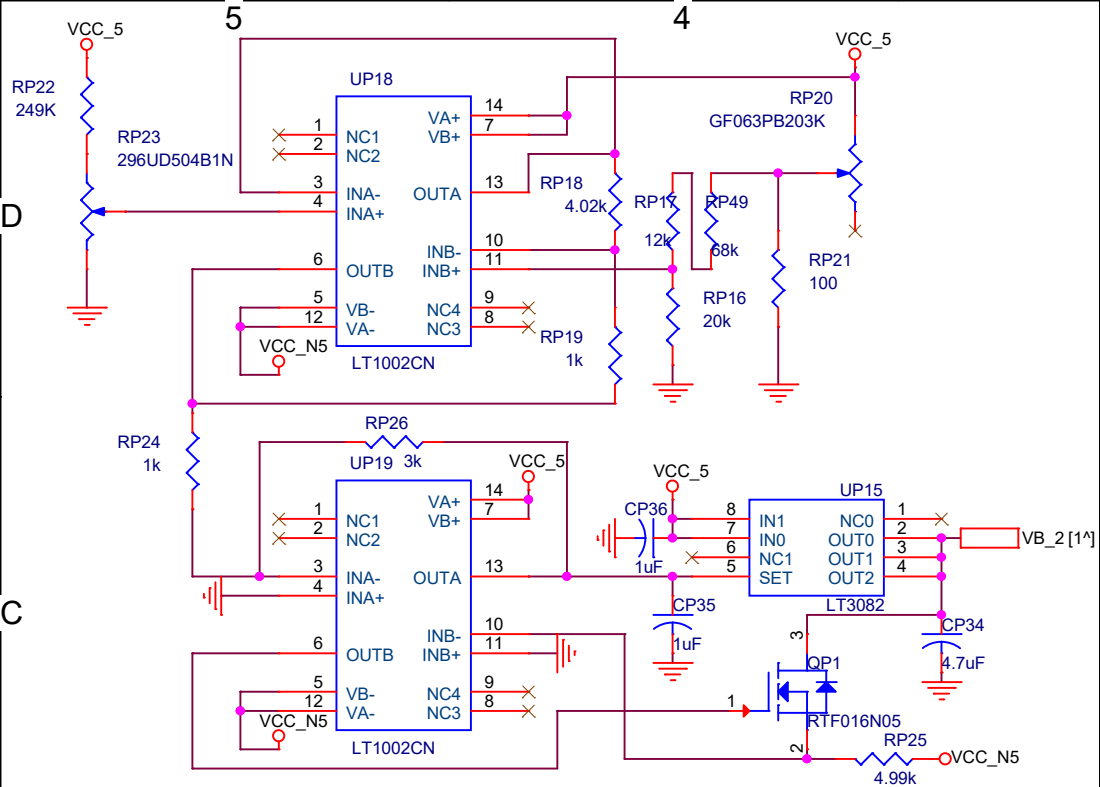 5
4
VCC_5
VCC_5
RP22
249K
UP18
RP20
GF063PB203K
RP23
296UD504B1N
1
2
3
4
6
5
12
NC1
NC2
INA-
INA+
OUTB
VB-
VA-
VA+
VB+
OUTA
INB-
INB+
NC4
NC3
14
7
13
10
11
9
8
RP18
4.02k
RP17
12k
RP49
68k
D
RP21
100
RP16
20k
RP19
1k
VCC_N5
LT1002CN
RP26
3k
RP24
1k
UP19
VCC_5
VCC_5
UP15
1
2
3
4
6
5
12
NC1
NC2
INA-
INA+
OUTB
VB-
VA-
VA+
VB+
OUTA
INB-
INB+
NC4
NC3
14
7
13
10
11
9
8
CP36
1uF
8
7
6
5
IN1
IN0
NC1
SET
NC0
OUT0
OUT1
OUT2
1
2
3
4
VB_2 [1^]
C
LT3082
CP35
1uF
CP34
4.7uF
3
QP1
1
RTF016N05
2
VCC_N5
LT1002CN
RP25
4.99k
VCC_N5